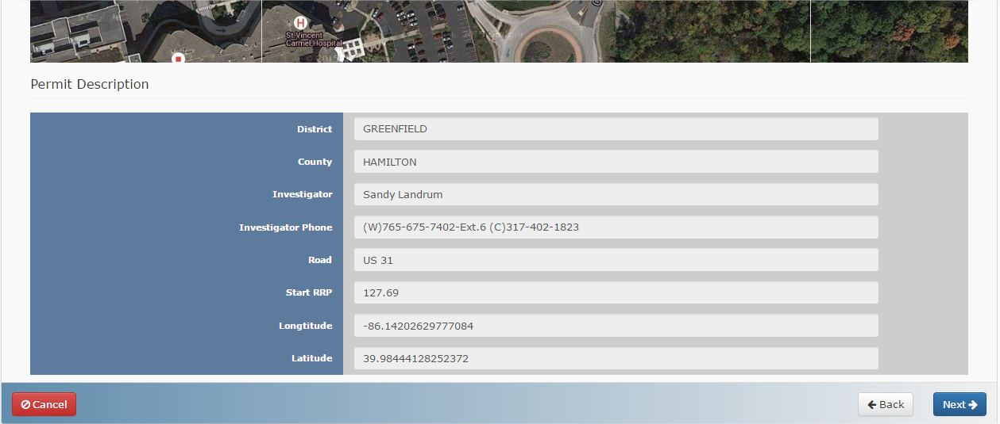 H
St.Vincent
Carmel Hospital
Permit Description
District GREENFIELD
County HAMILTON
Investigator Sandy Landrum
Investigator Phone (W)765-675-7402-Ext.6 (C)317-402-1823
Road US 31
Start RRP 127.69
Longtitude -86.14202629777084
Latitude 39.98444128252372
Cancel Back Next